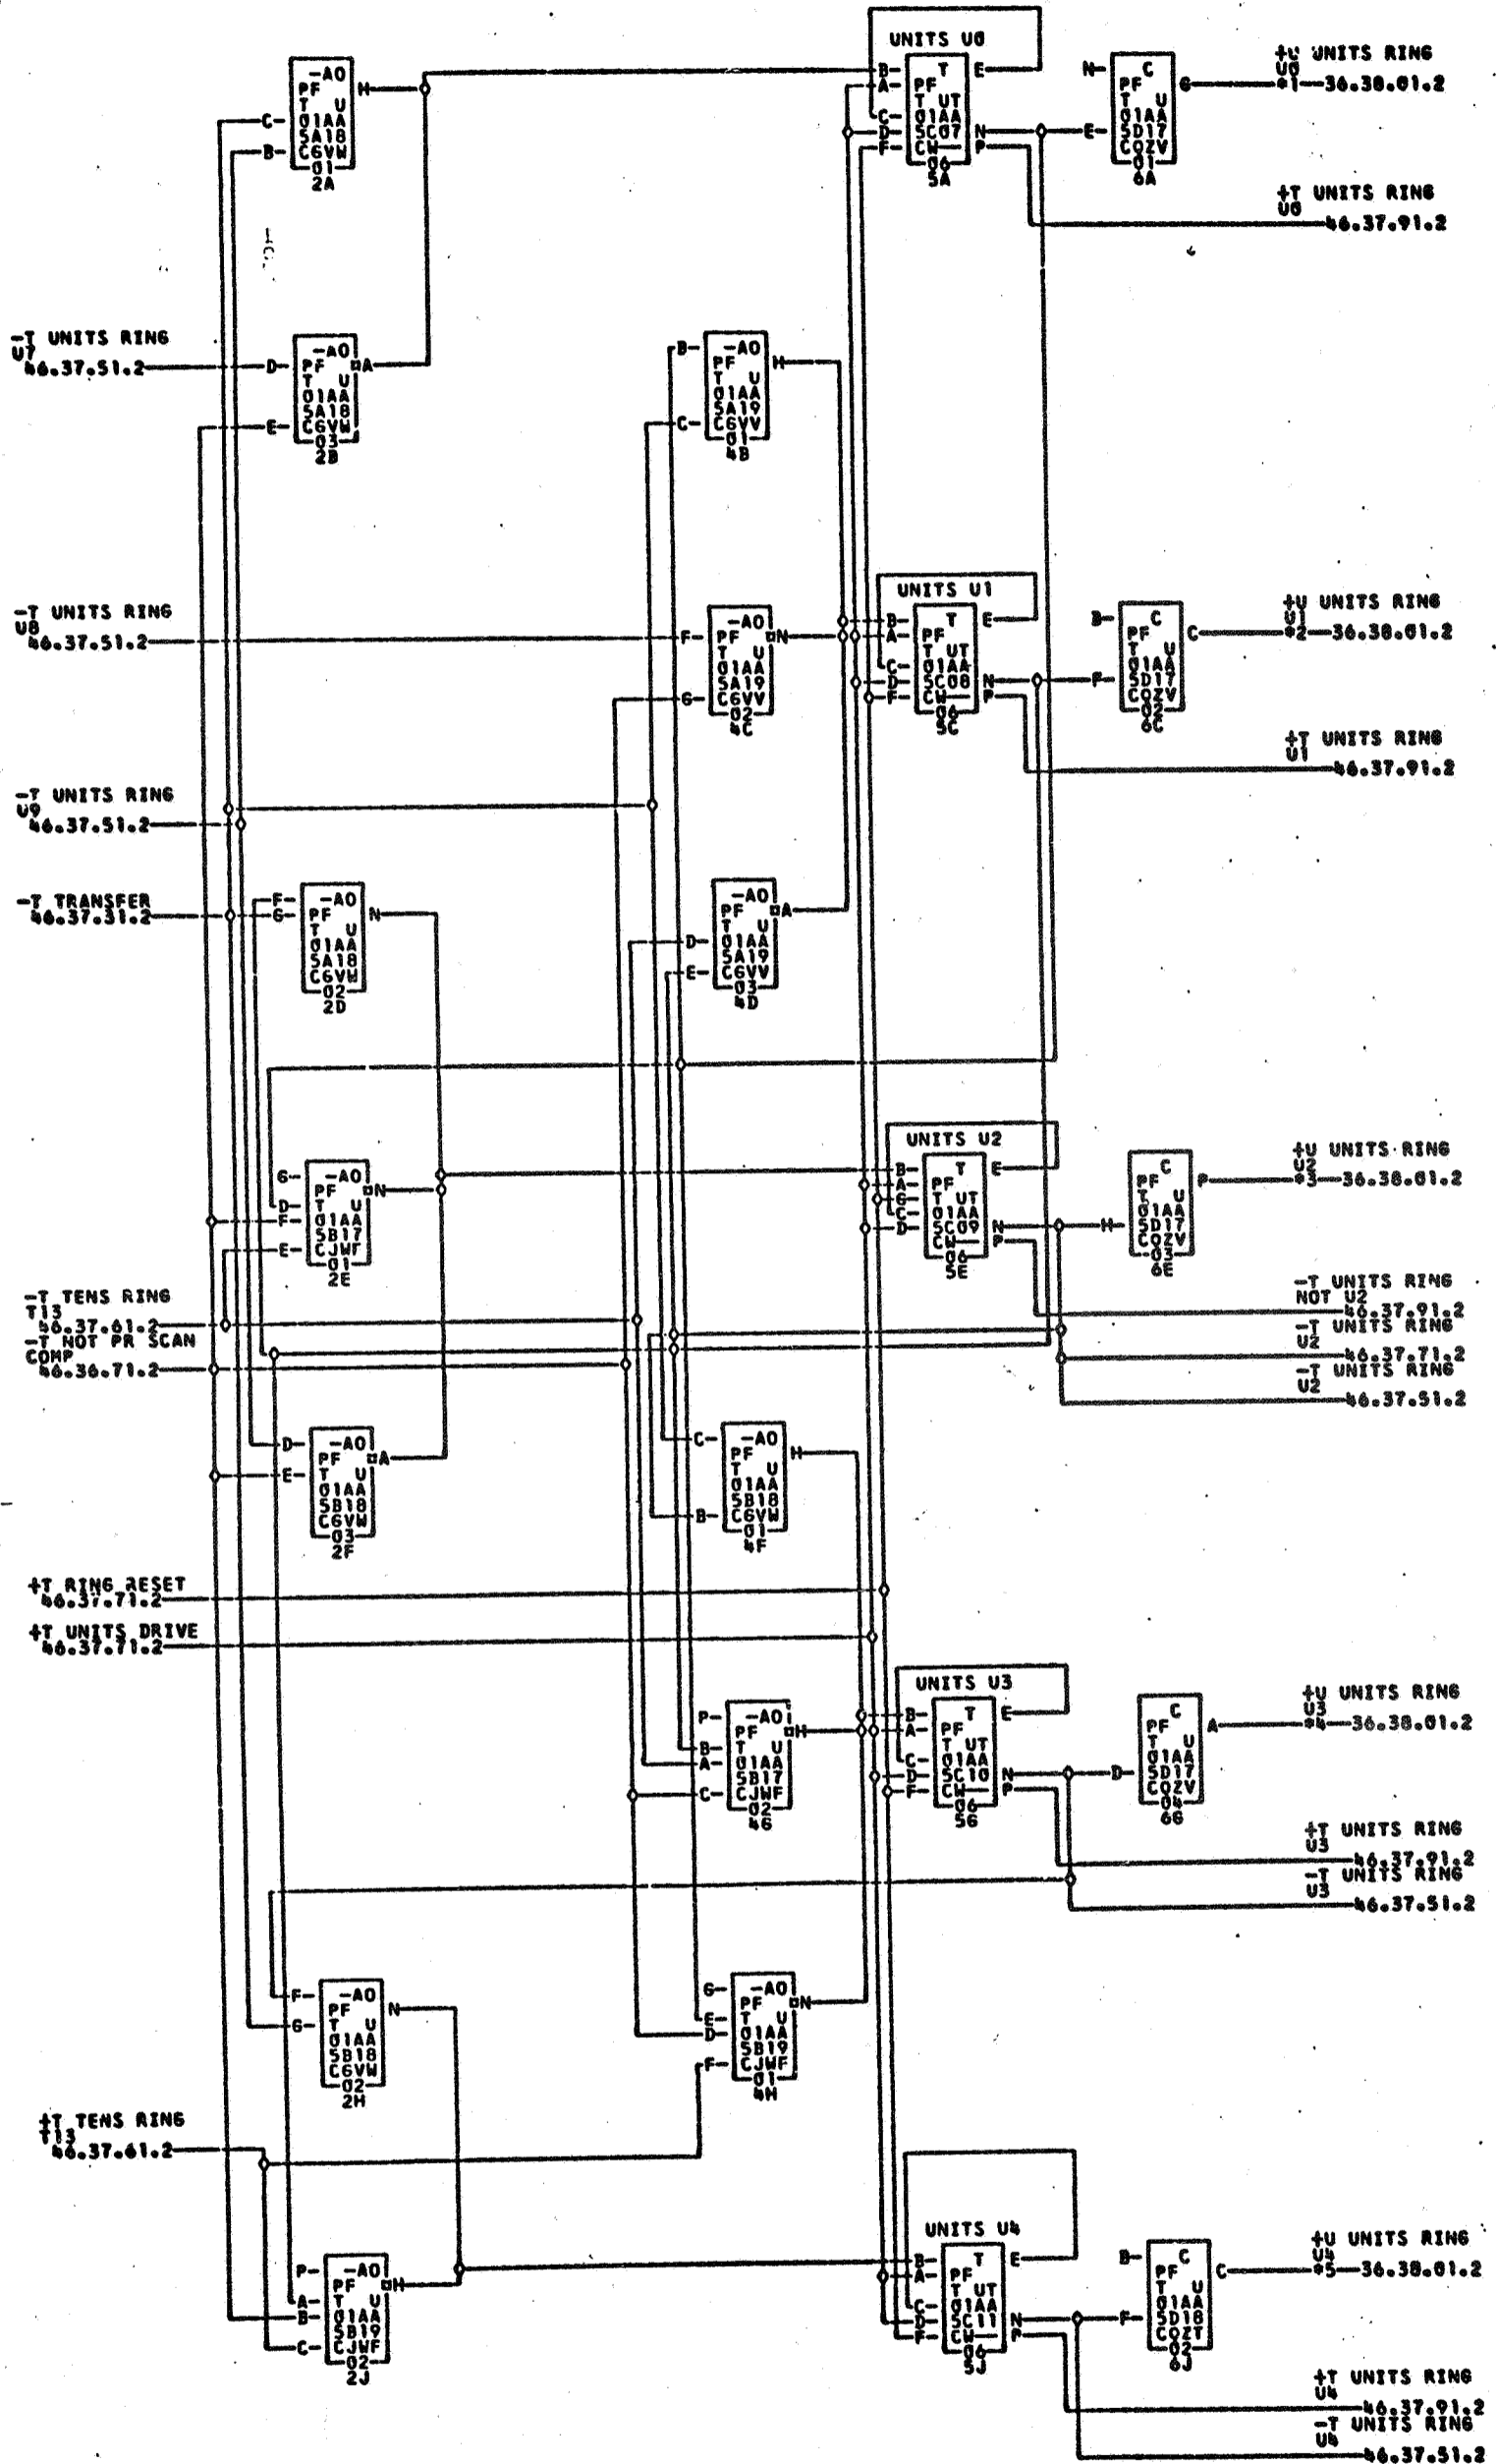 UNITS U0
-AO
PF
T U
01AA
5A18
C6VW
01
2A
C-
B-
H
B-
A-
C-
D-
F-
T
PF
T UT
01AA
5C07
CW
06
5A
E
N
P
N-
E-
C
PF
T U
01AA
5D17
CQZV
01
6A
G
+U UNITS RING
U0
*1-36.38.01.2
+T UNITS RING
U0
46.37.91.2
-T UNITS RING
U7
46.37.51.2
D-
E-
-AO
PF
T U
01AA
5A18
C6VW
03
2B
A
B-
C-
-AO
PF
T U
01AA
5A19
C6VV
01
4B
H
-T UNITS RING
U8
46.37.51.2
F-
G-
-AO
PF
T U
01AA
5A19
C6VV
02
4C
N
UNITS U1
B-
A-
C-
D-
F-
T
PF
T UT
01AA
5C08
CW
06
5C
E
N
P
B-
F-
C
PF
T U
01AA
5D17
CQZV
02
6C
C
+U UNITS RING
U1
*2-36.38.01.2
+T UNITS RING
U1
46.37.91.2
-T UNITS RING
U9
46.37.51.2
-T TRANSFER
46.37.31.2
F-
G-
-AO
PF
T U
01AA
5A18
C6VW
02
2D
N
D-
E-
-AO
PF
T U
01AA
5A19
C6VV
03
4D
A
G-
D-
F-
E-
-AO
PF
T U
01AA
5B17
CJWF
01
2E
N
UNITS U2
B-
A-
G-
C-
D-
T
PF
T UT
01AA
5C09
CW
06
5E
E
N
P
H-
C
PF
T U
01AA
5D17
CQZV
03
6E
P
+U UNITS RING
U2
*3-36.38.01.2
-T UNITS RING
NOT U2
46.37.91.2
-T UNITS RING
U2
46.37.71.2
-T UNITS RING
U2
46.37.51.2
-T TENS RING
T13
46.37.61.2
-T NOT PR SCAN
COMP
46.36.71.2
D-
E-
-AO
PF
T U
01AA
5B18
C6VW
03
2F
A
C-
B-
-AO
PF
T U
01AA
5B18
C6VW
01
4F
H
+T RING RESET
46.37.71.2
+T UNITS DRIVE
46.37.71.2
P-
B-
A-
C-
-AO
PF
T U
01AA
5B17
CJWF
02
4G
H
UNITS U3
B-
A-
C-
D-
F-
T
PF
T UT
01AA
5C10
CW
06
5G
E
N
P
D-
C
PF
T U
01AA
5D17
CQZV
04
6G
A
+U UNITS RING
U3
*4-36.38.01.2
+T UNITS RING
U3
46.37.91.2
-T UNITS RING
U3
46.37.51.2
F-
G-
-AO
PF
T U
01AA
5B18
C6VW
02
2H
N
G-
E-
D-
F-
-AO
PF
T U
01AA
5B19
CJWF
01
4H
N
+T TENS RING
T13
46.37.61.2
P-
A-
B-
C-
-AO
PF
T U
01AA
5B19
CJWF
02
2J
H
UNITS U4
B-
A-
C-
D-
F-
T
PF
T UT
01AA
5C11
CW
06
5J
E
N
P
B-
F-
C
PF
T U
01AA
5D18
CQZT
02
6J
C
+U UNITS RING
U4
*5-36.38.01.2
+T UNITS RING
U4
46.37.91.2
-T UNITS RING
U4
46.37.51.2